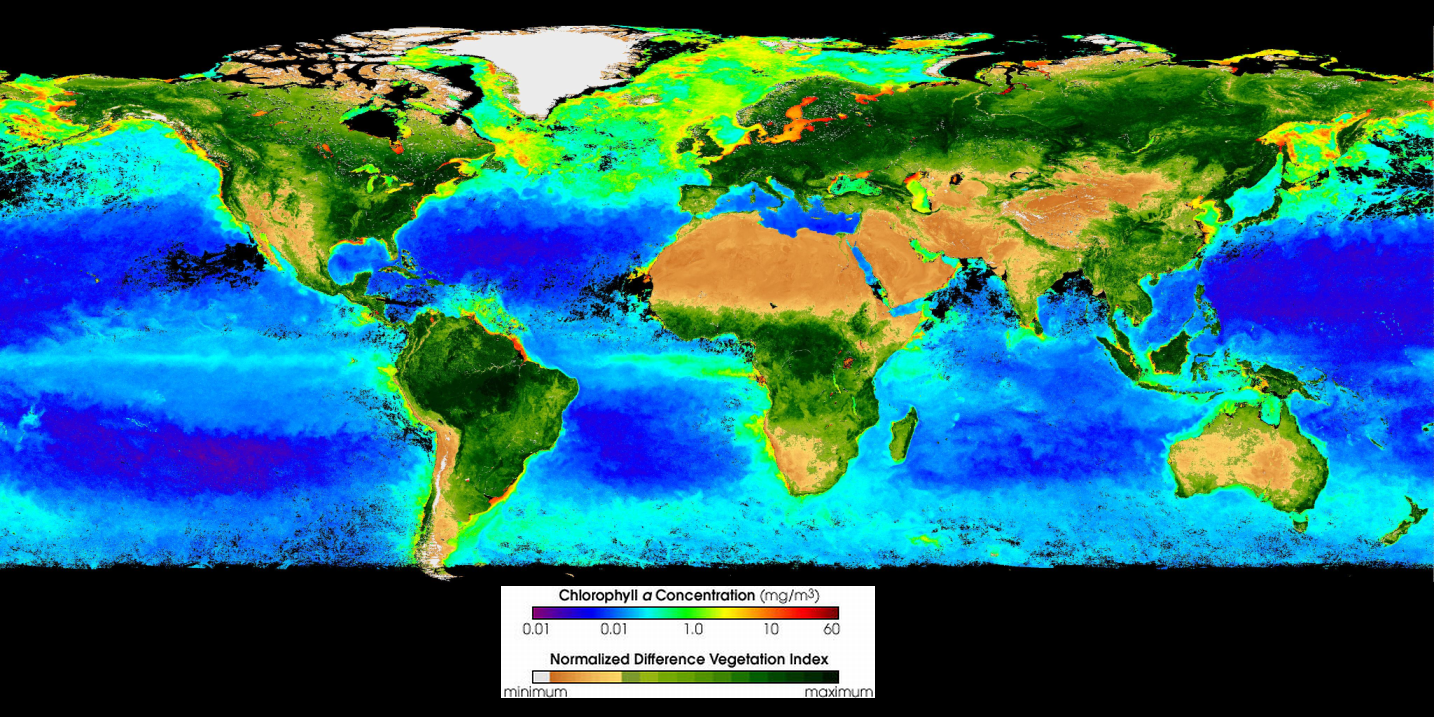 Chlorophyll a Concentration (mg/m³)
0.01 0.01 1.0 10 60
Normalized Difference Vegetation Index
minimum maximum